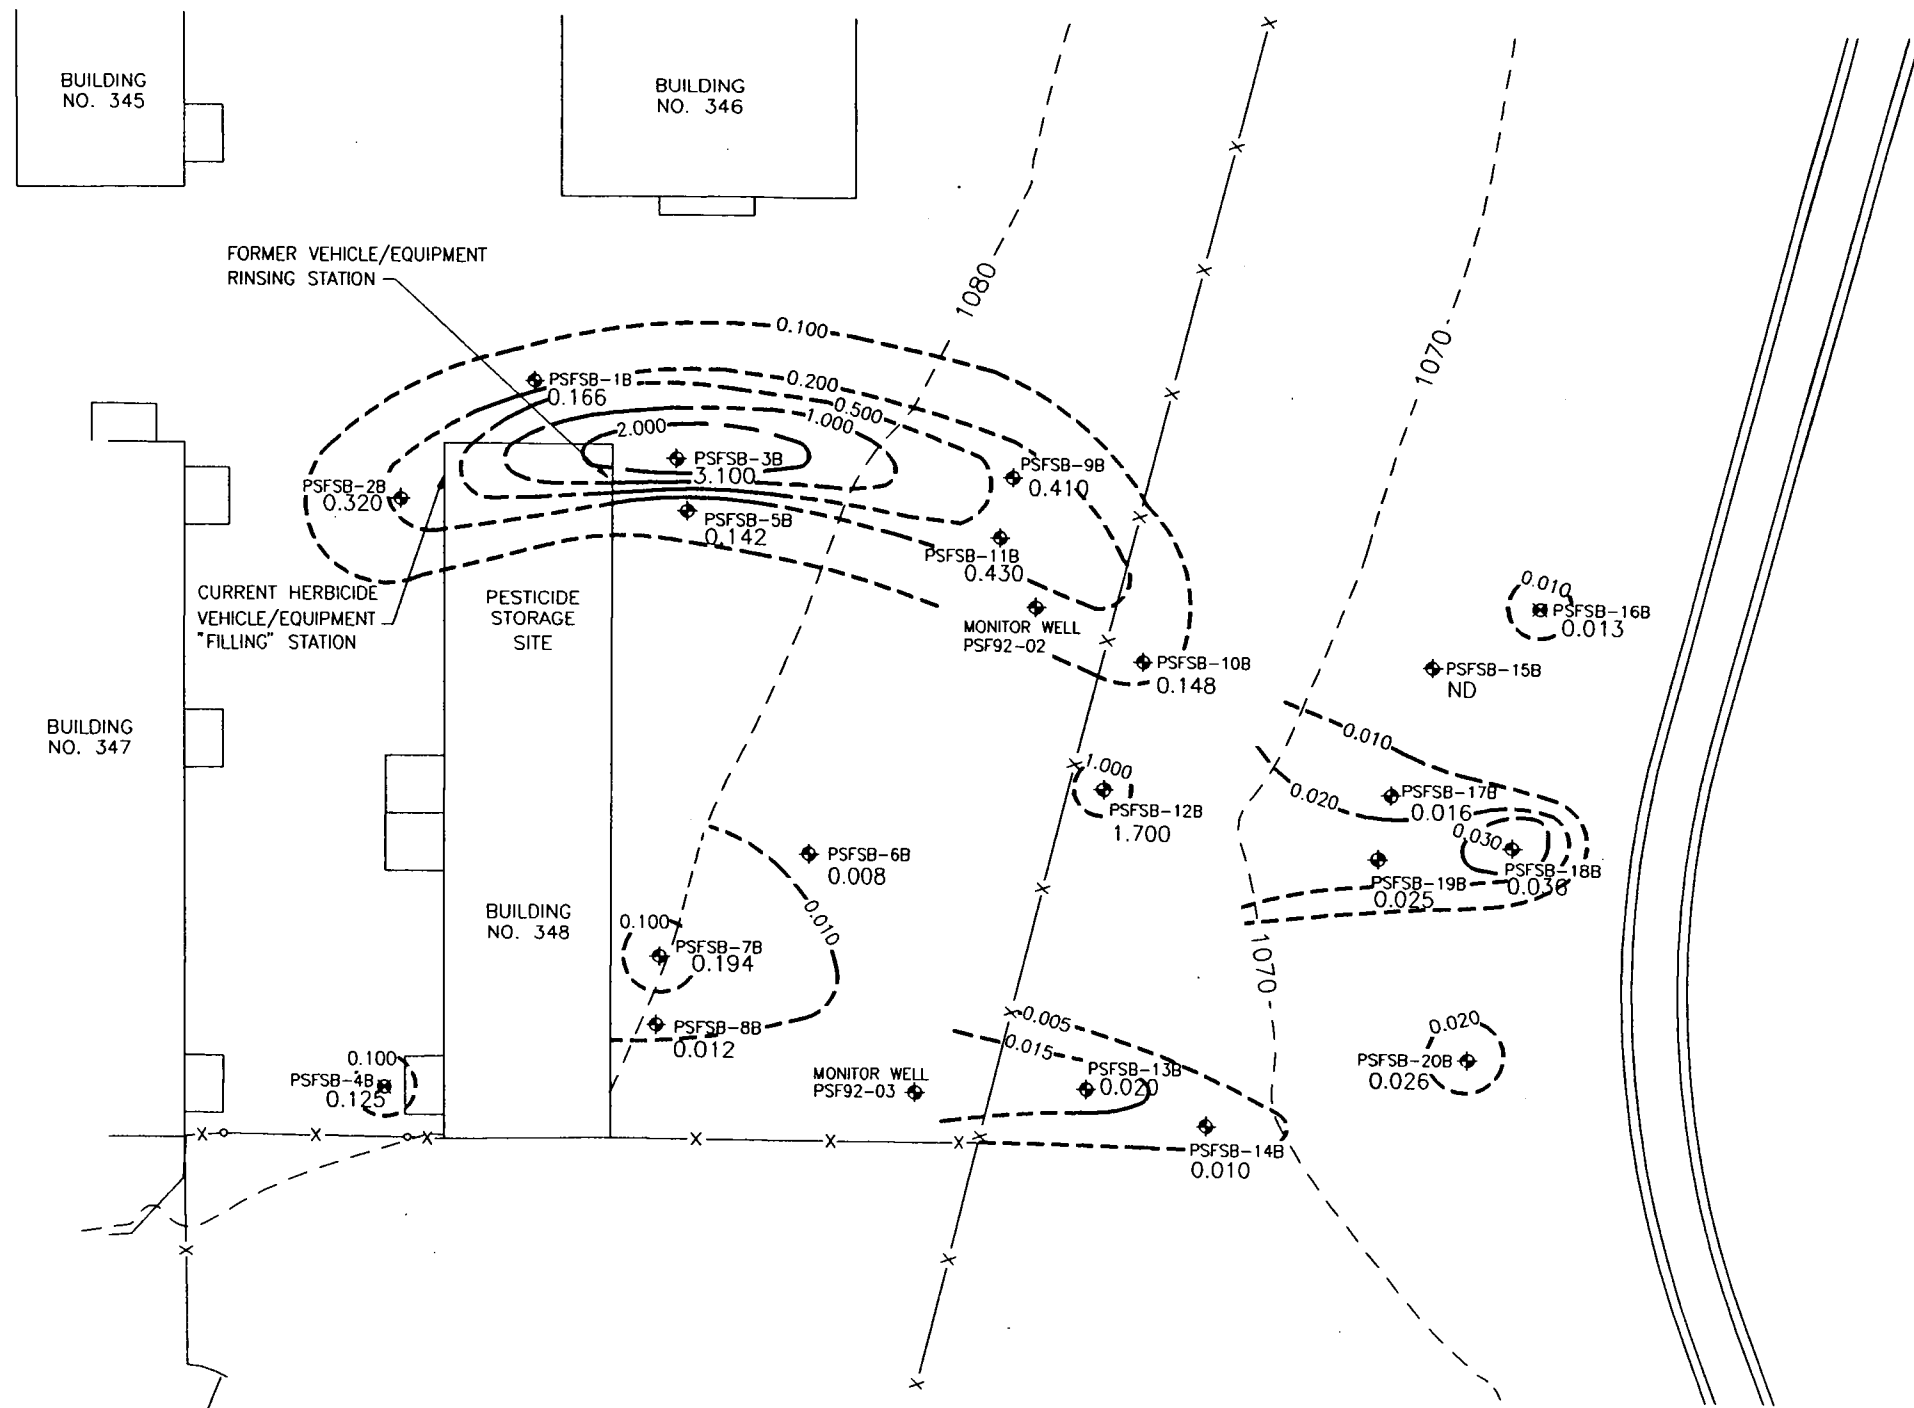 BUILDING
NO. 345
BUILDING
NO. 346
FORMER VEHICLE/EQUIPMENT
RINSING STATION
1080
1070
0.100
PSFSB-1B
0.166
0.200
0.500
1.000
2.000
PSFSB-3B
3.100
PSFSB-9B
0.410
PSFSB-2B
0.320
PSFSB-5B
0.142
PSFSB-11B
0.430
CURRENT HERBICIDE
VEHICLE/EQUIPMENT
"FILLING" STATION
PESTICIDE
STORAGE
SITE
MONITOR WELL
PSF92-02
PSFSB-10B
0.148
0.010
PSFSB-16B
0.013
PSFSB-15B
ND
BUILDING
NO. 347
0.010
1.000
PSFSB-12B
1.700
0.020
PSFSB-17B
0.016
0.030
PSFSB-18B
0.036
PSFSB-19B
0.025
PSFSB-6B
0.008
BUILDING
NO. 348
0.100
PSFSB-7B
0.194
0.010
1070
PSFSB-8B
0.012
0.005
0.015
0.020
PSFSB-20B
0.026
0.100
PSFSB-4B
0.125
MONITOR WELL
PSF92-03
PSFSB-13B
0.020
PSFSB-14B
0.010